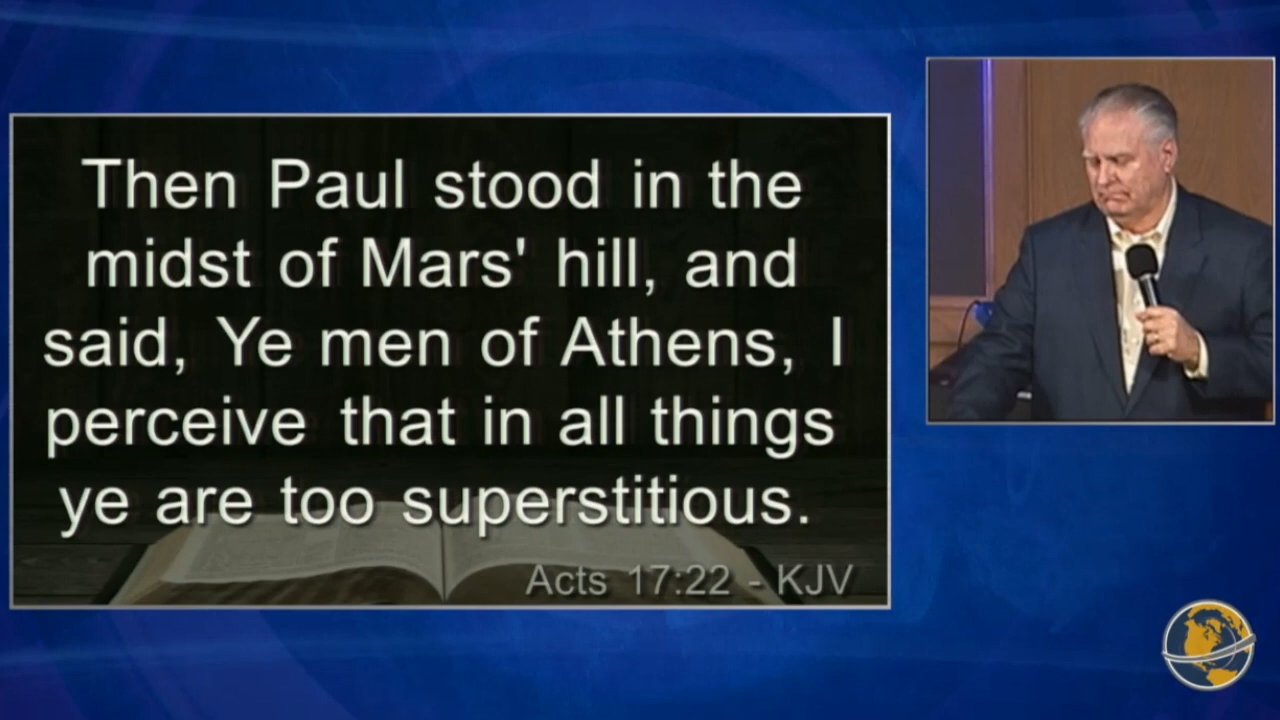 Then Paul stood in the
midst of Mars' hill, and
said, Ye men of Athens, I
perceive that in all things
ye are too superstitious.
Acts 17:22 - KJV